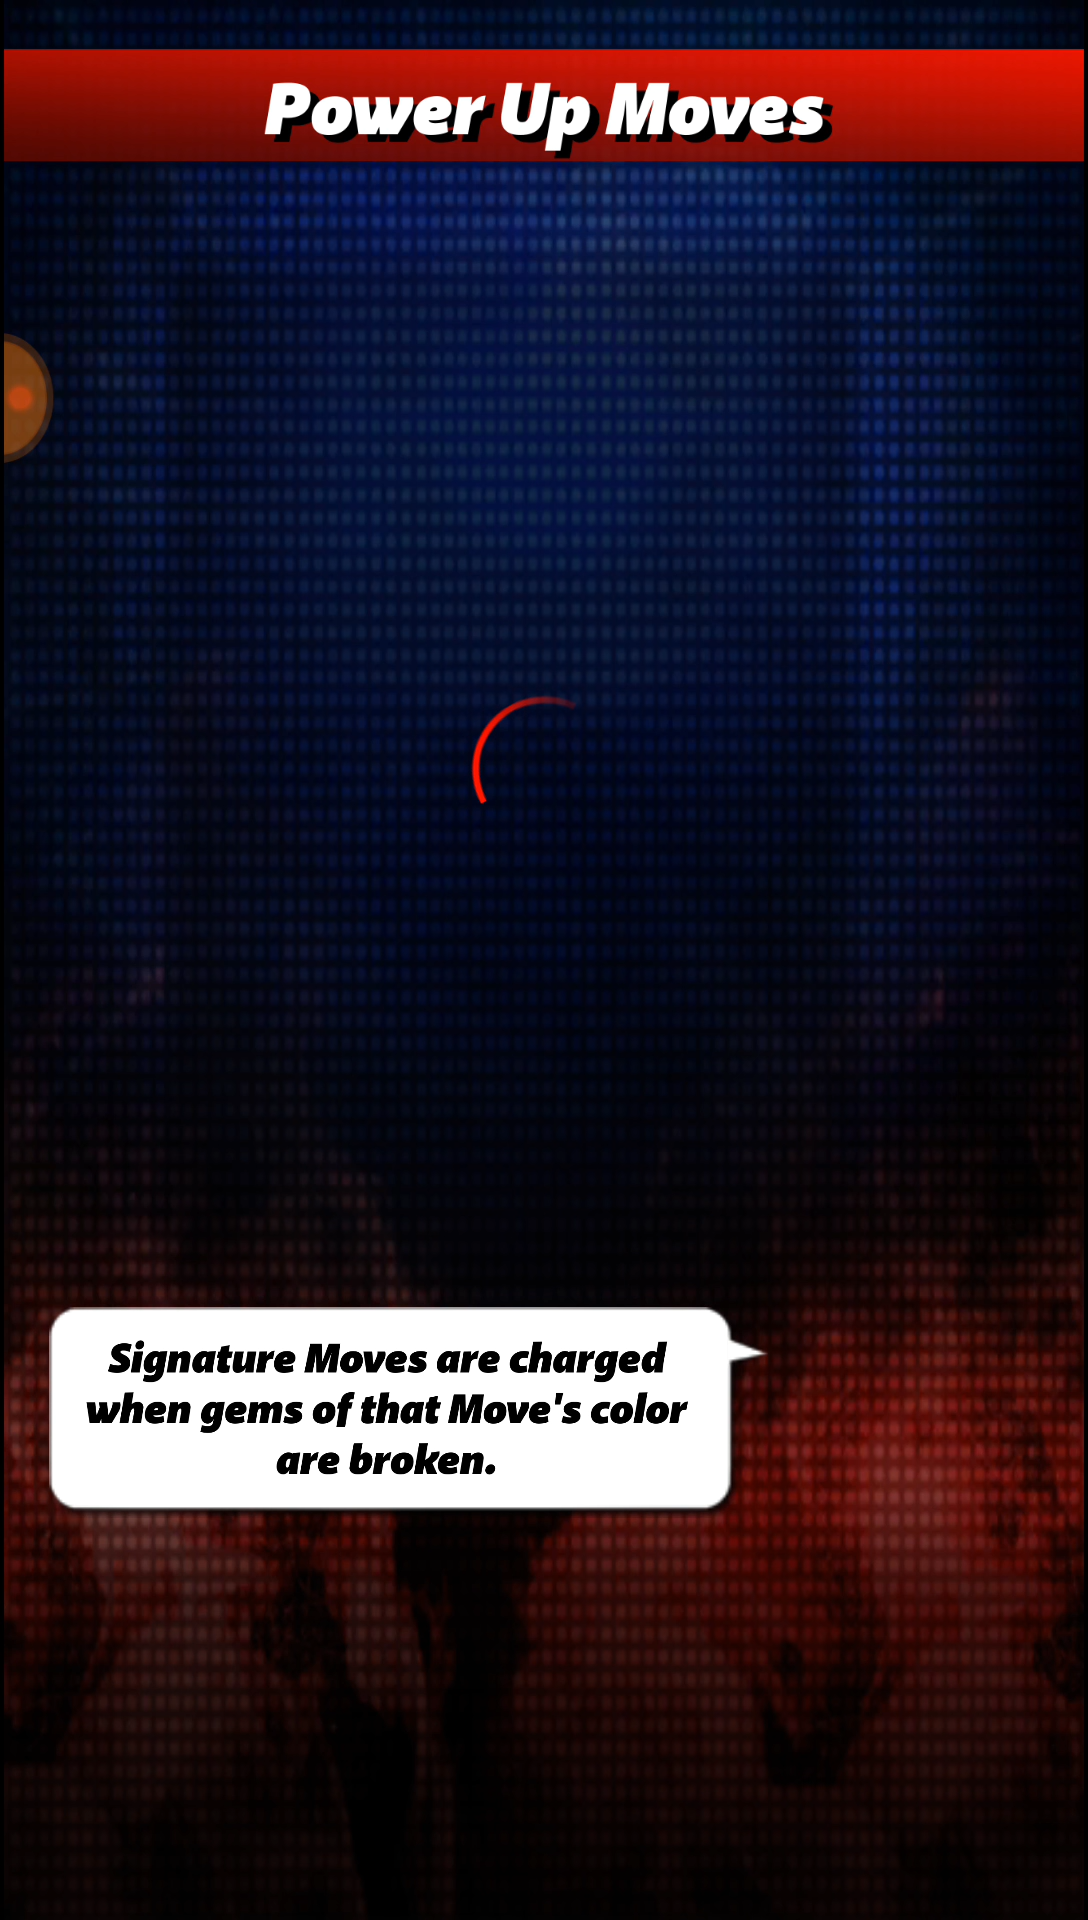 Power Up Moves
Signature Moves are charged
when gems of that Move's color
are broken.